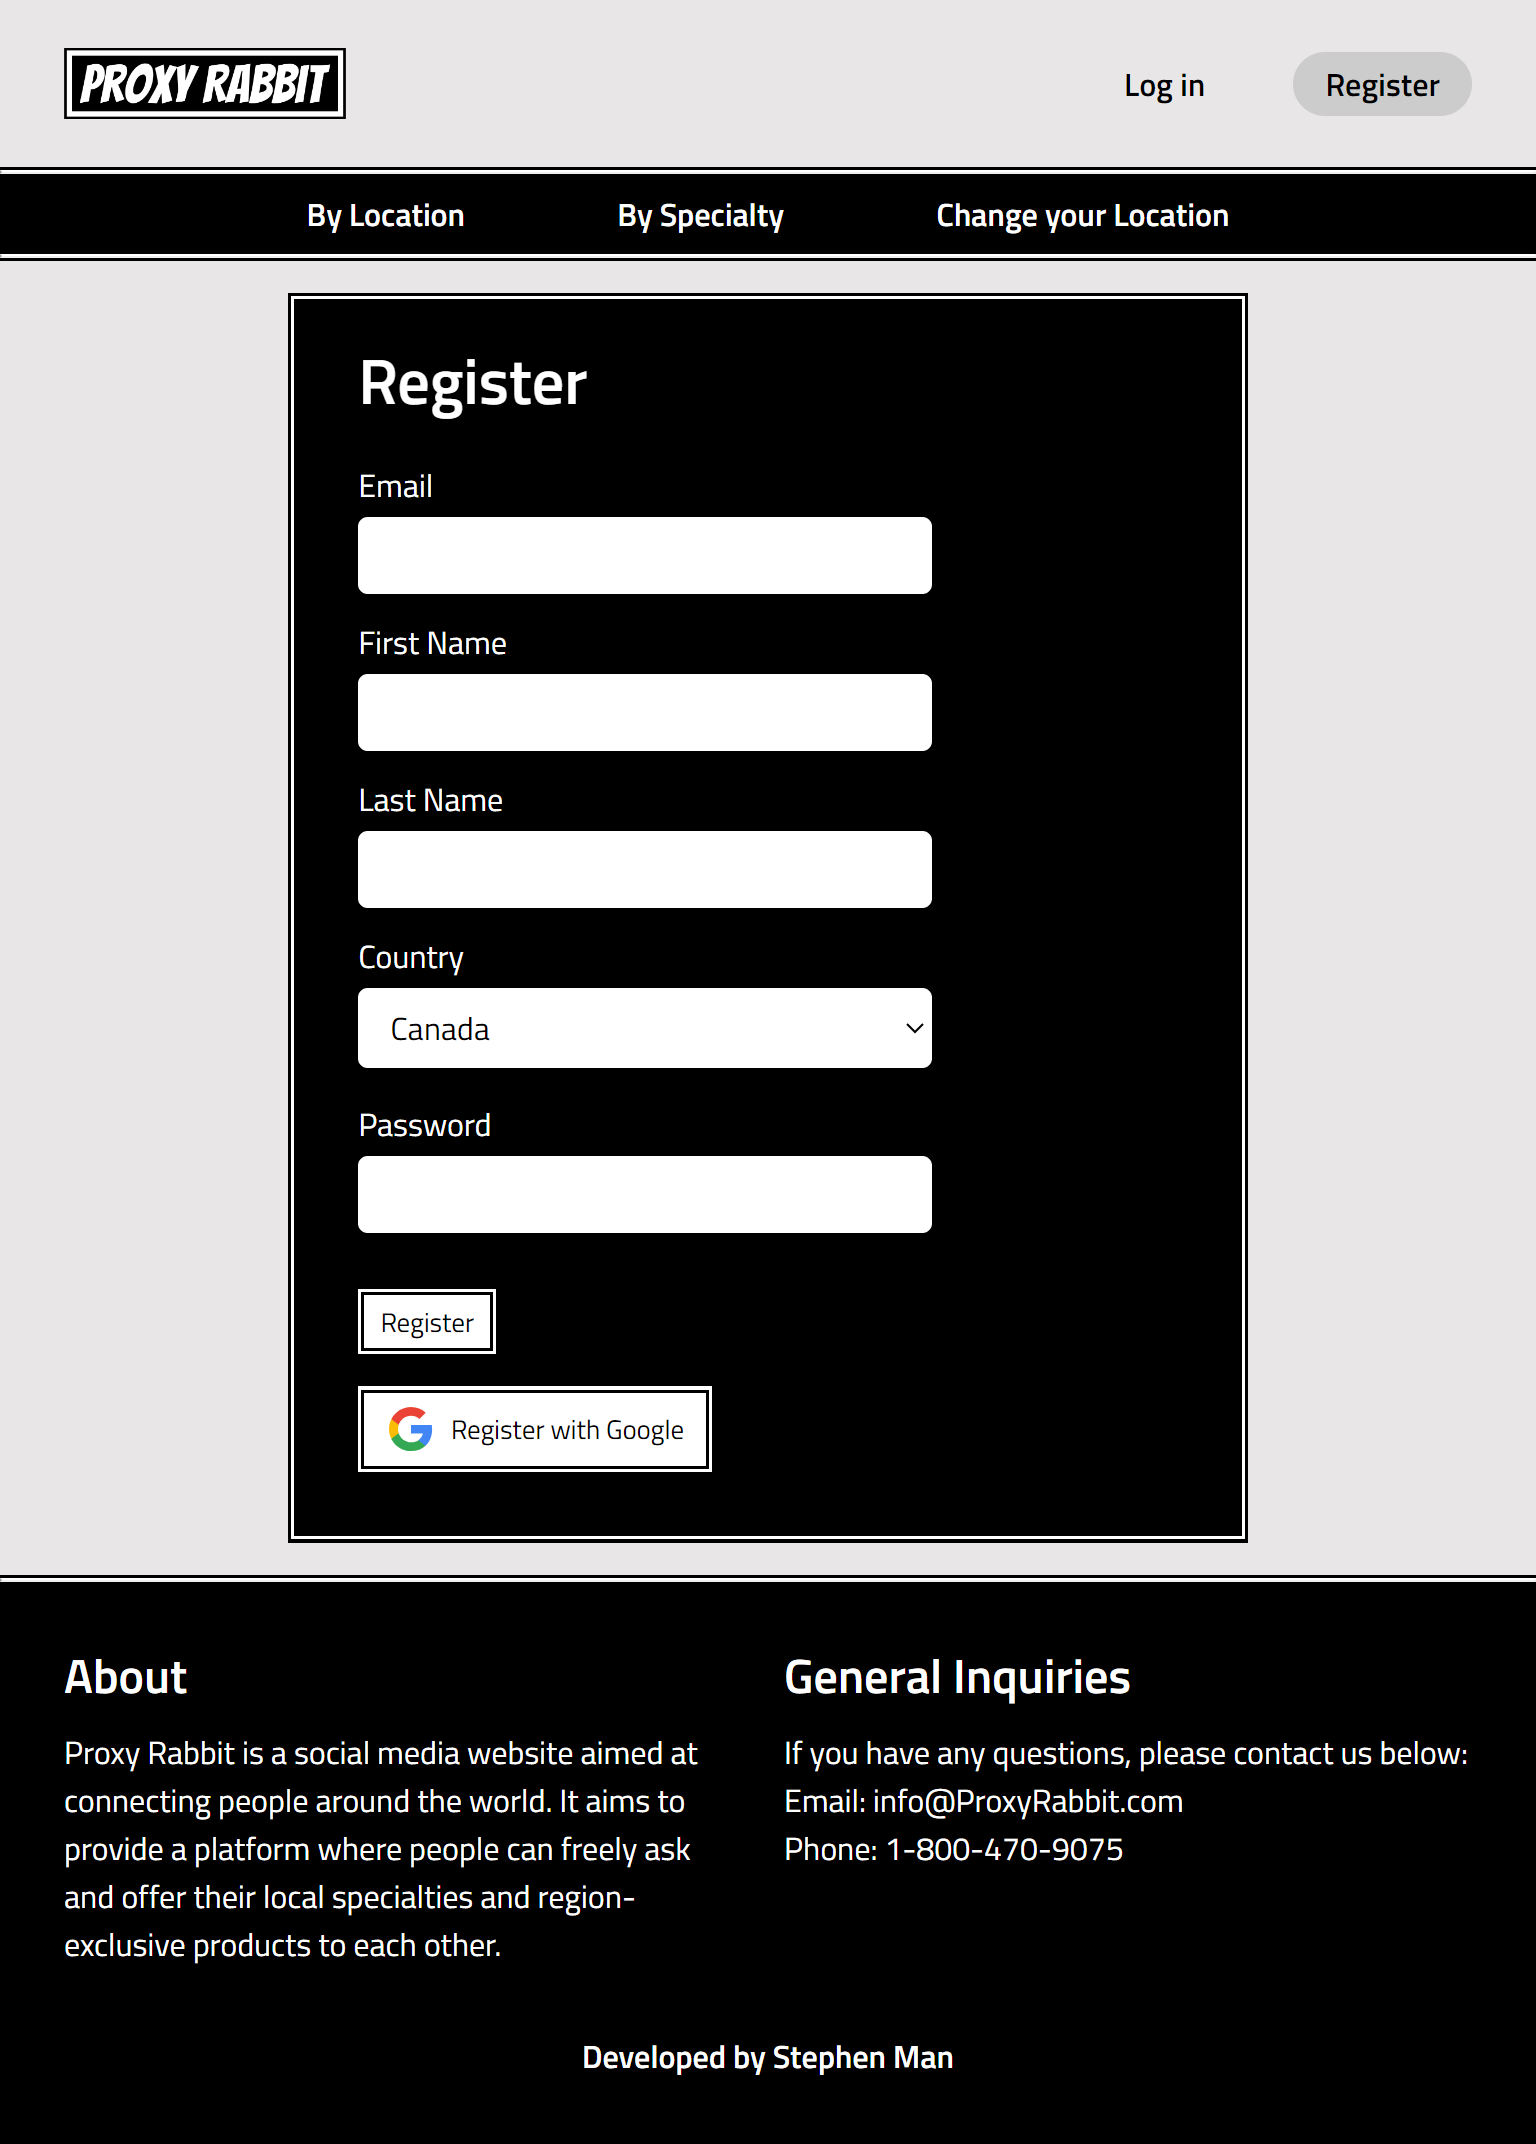 PROXY RABBIT
Log in
Register
By Location
By Specialty
Change your Location
Register
Email
First Name
Last Name
Country
Canada
Password
Register
Register with Google
About
Proxy Rabbit is a social media website aimed at
connecting people around the world. It aims to
provide a platform where people can freely ask
and offer their local specialties and region-
exclusive products to each other.
General Inquiries
If you have any questions, please contact us below:
Email: info@ProxyRabbit.com
Phone: 1-800-470-9075
Developed by Stephen Man